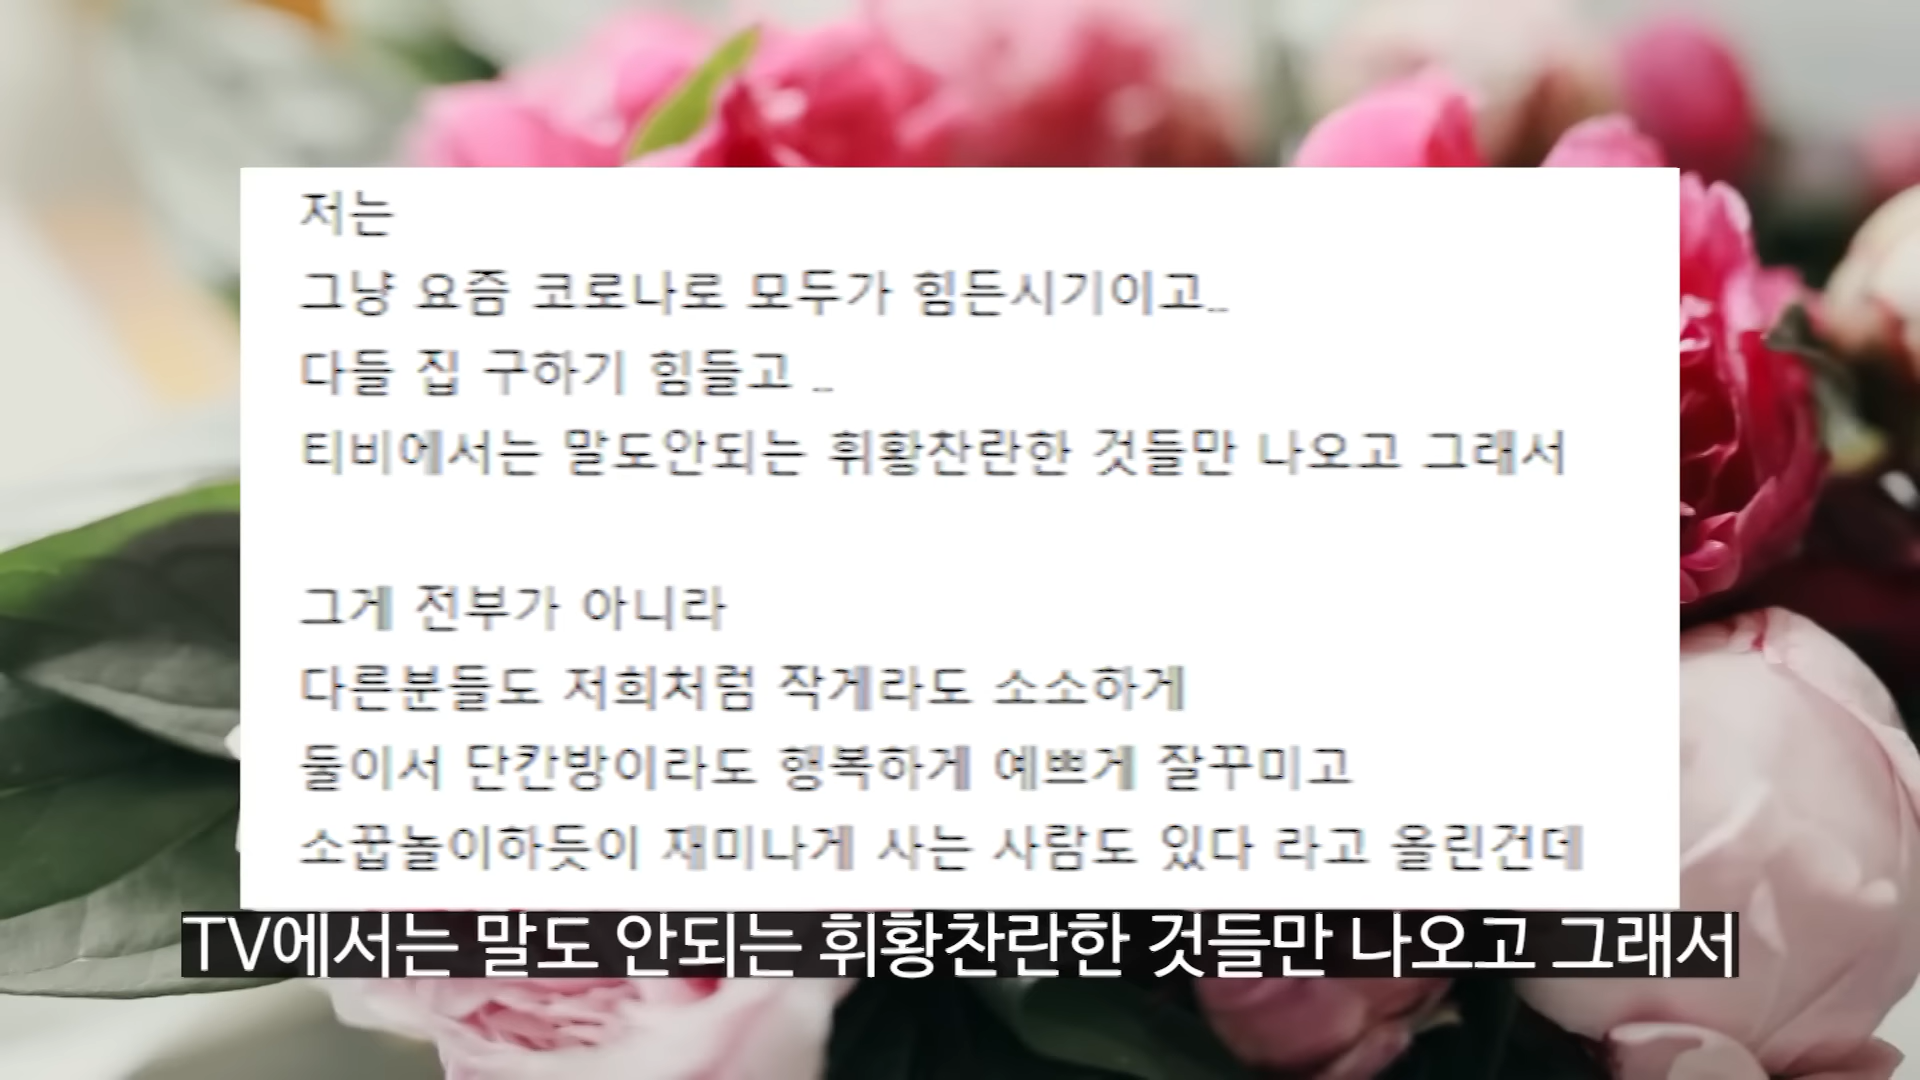 저는
그냥 요즘 코로나로 모두가 힘든시기이고..
다들 집 구하기 힘들고 ..
티비에서는 말도안되는 휘황찬란한 것들만 나오고 그래서
그게 전부가 아니라
다른분들도 저희처럼 작게라도 소소하게
둘이서 단칸방이라도 행복하게 예쁘게 잘꾸미고
소꿉놀이하듯이 재미나게 사는 사람도 있다 라고 올린건데
TV에서는 말도 안되는 휘황찬란한 것들만 나오고 그래서